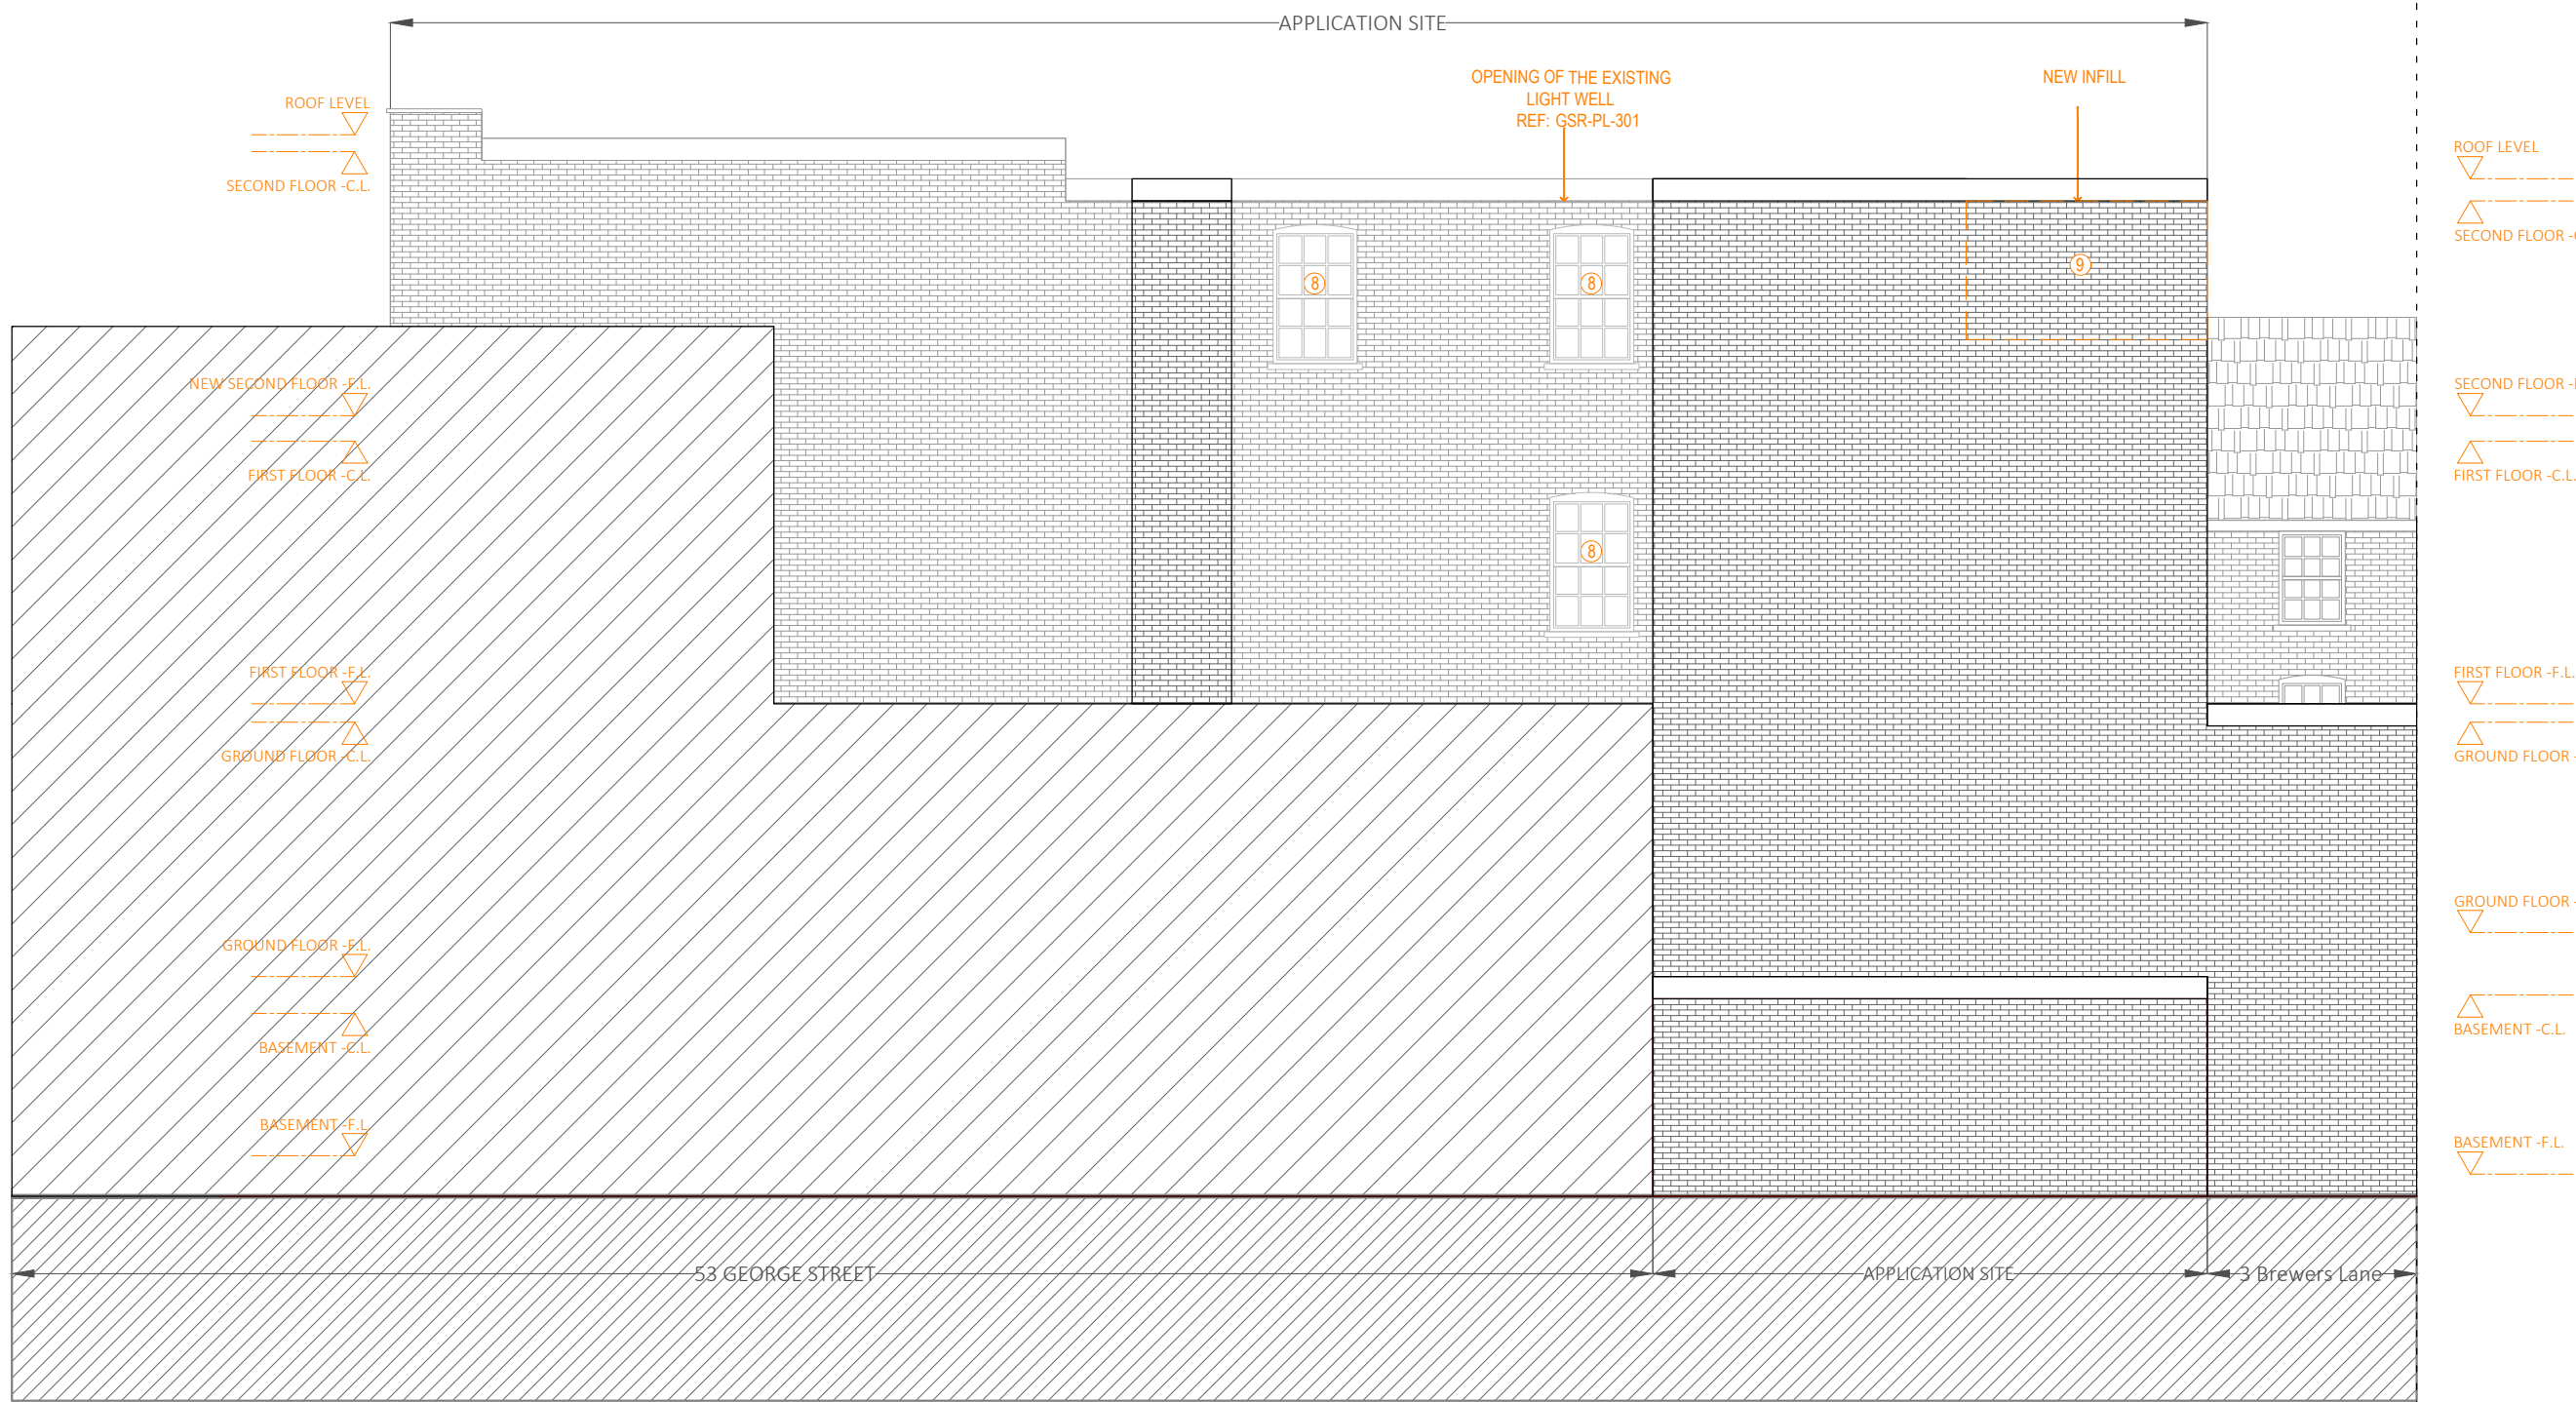 APPLICATION SITE
OPENING OF THE EXISTING
LIGHT WELL
REF: GSR-PL-301
NEW INFILL
ROOF LEVEL
SECOND FLOOR -C.L.
ROOF LEVEL
SECOND FLOOR -
8
8
9
NEW SECOND FLOOR -F.L.
FIRST FLOOR -C.L.
SECOND FLOOR -
FIRST FLOOR -C.L.
8
FIRST FLOOR -F.L.
GROUND FLOOR -C.L.
FIRST FLOOR -F.L.
GROUND FLOOR -
GROUND FLOOR -F.L.
BASEMENT -C.L.
GROUND FLOOR -
BASEMENT -C.L.
BASEMENT -F.L.
BASEMENT -F.L.
53 GEORGE STREET
APPLICATION SITE
3 Brewers Lane